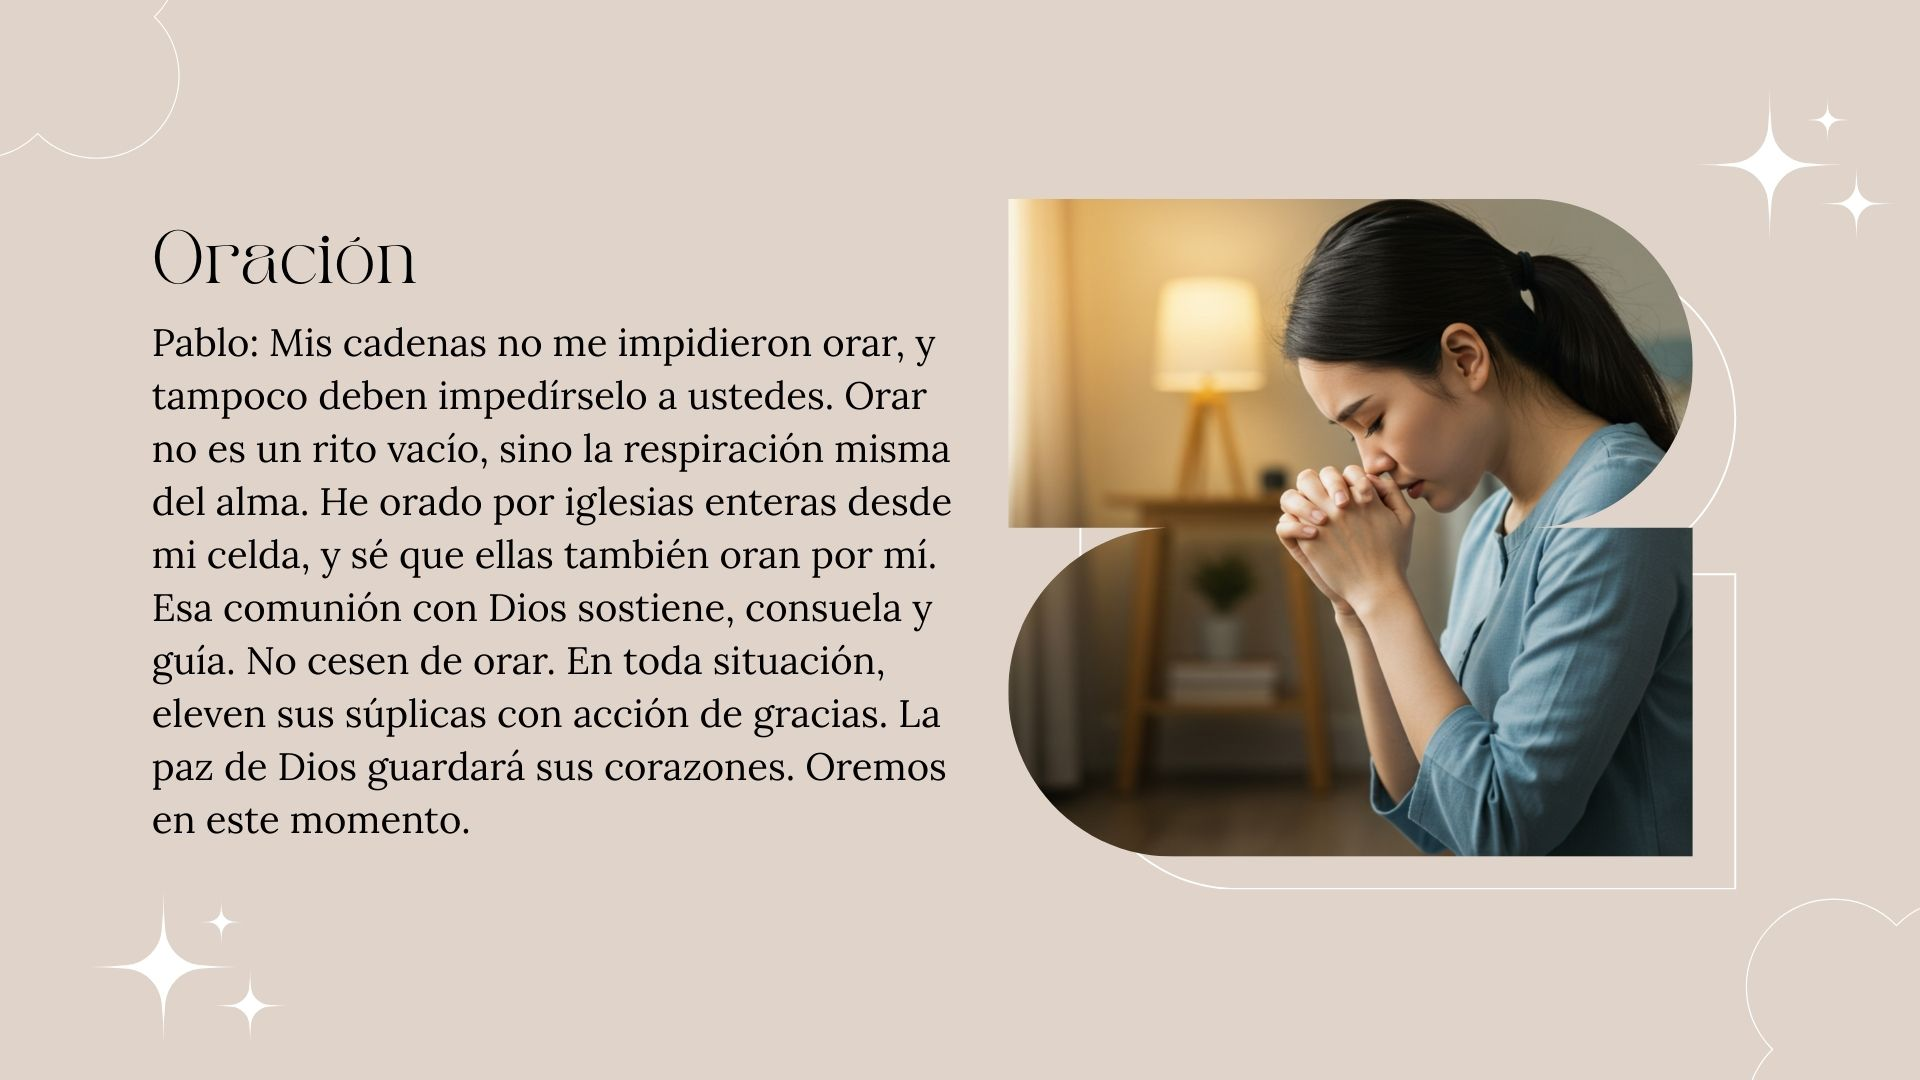 Oración
Pablo: Mis cadenas no me impidieron orar, y
tampoco deben impedírselo a ustedes. Orar
no es un rito vacío, sino la respiración misma
del alma. He orado por iglesias enteras desde
mi celda, y sé que ellas también oran por mí.
Esa comunión con Dios sostiene, consuela y
guía. No cesen de orar. En toda situación,
eleven sus súplicas con acción de gracias. La
paz de Dios guardará sus corazones. Oremos
en este momento.